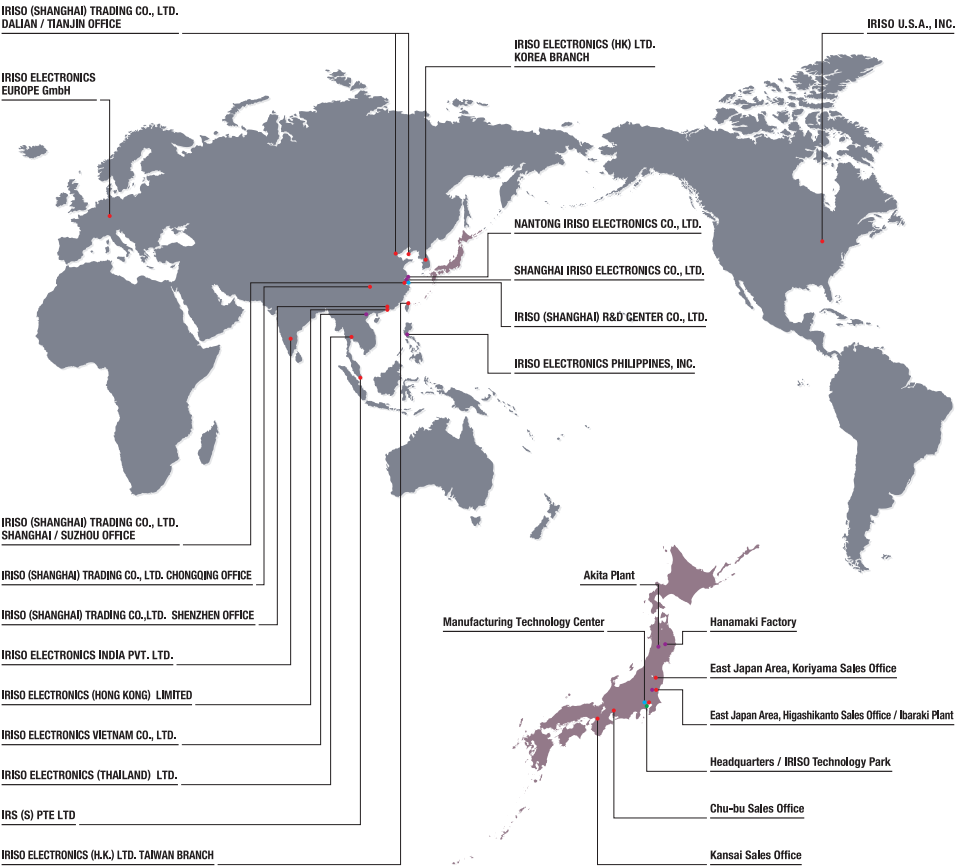 IRISO (SHANGHAI) TRADING CO., LTD.
DALIAN / TIANJIN OFFICE
IRISO U.S.A., INC.
IRISO ELECTRONICS (HK) LTD.
KOREA BRANCH
IRISO ELECTRONICS
EUROPE GmbH
NANTONG IRISO ELECTRONICS CO., LTD.
SHANGHAI IRISO ELECTRONICS CO., LTD.
IRISO (SHANGHAI) R&D CENTER CO., LTD.
IRISO ELECTRONICS PHILIPPINES, INC.
IRISO (SHANGHAI) TRADING CO., LTD.
SHANGHAI / SUZHOU OFFICE
IRISO (SHANGHAI) TRADING CO., LTD. CHONGQING OFFICE
IRISO (SHANGHAI) TRADING CO.,LTD. SHENZHEN OFFICE
IRISO ELECTRONICS INDIA PVT. LTD.
IRISO ELECTRONICS (HONG KONG) LIMITED
IRISO ELECTRONICS VIETNAM CO., LTD.
IRISO ELECTRONICS (THAILAND) LTD.
IRS (S) PTE LTD
IRISO ELECTRONICS (H.K.) LTD. TAIWAN BRANCH
Akita Plant
Manufacturing Technology Center
Hanamaki Factory
East Japan Area, Koriyama Sales Office
East Japan Area, Higashikanto Sales Office / Ibaraki Plant
Headquarters / IRISO Technology Park
Chu-bu Sales Office
Kansai Sales Office